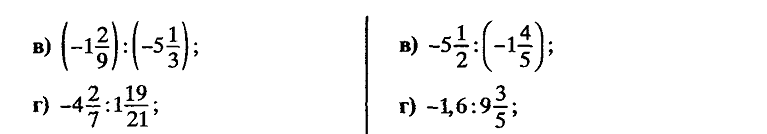 в) (−1 2/9) : (−5 1/3);
г) −4 2/7 : 1 19/21;
в) −5 1/2 : (−1 4/5);
г) −1,6 : 9 3/5;